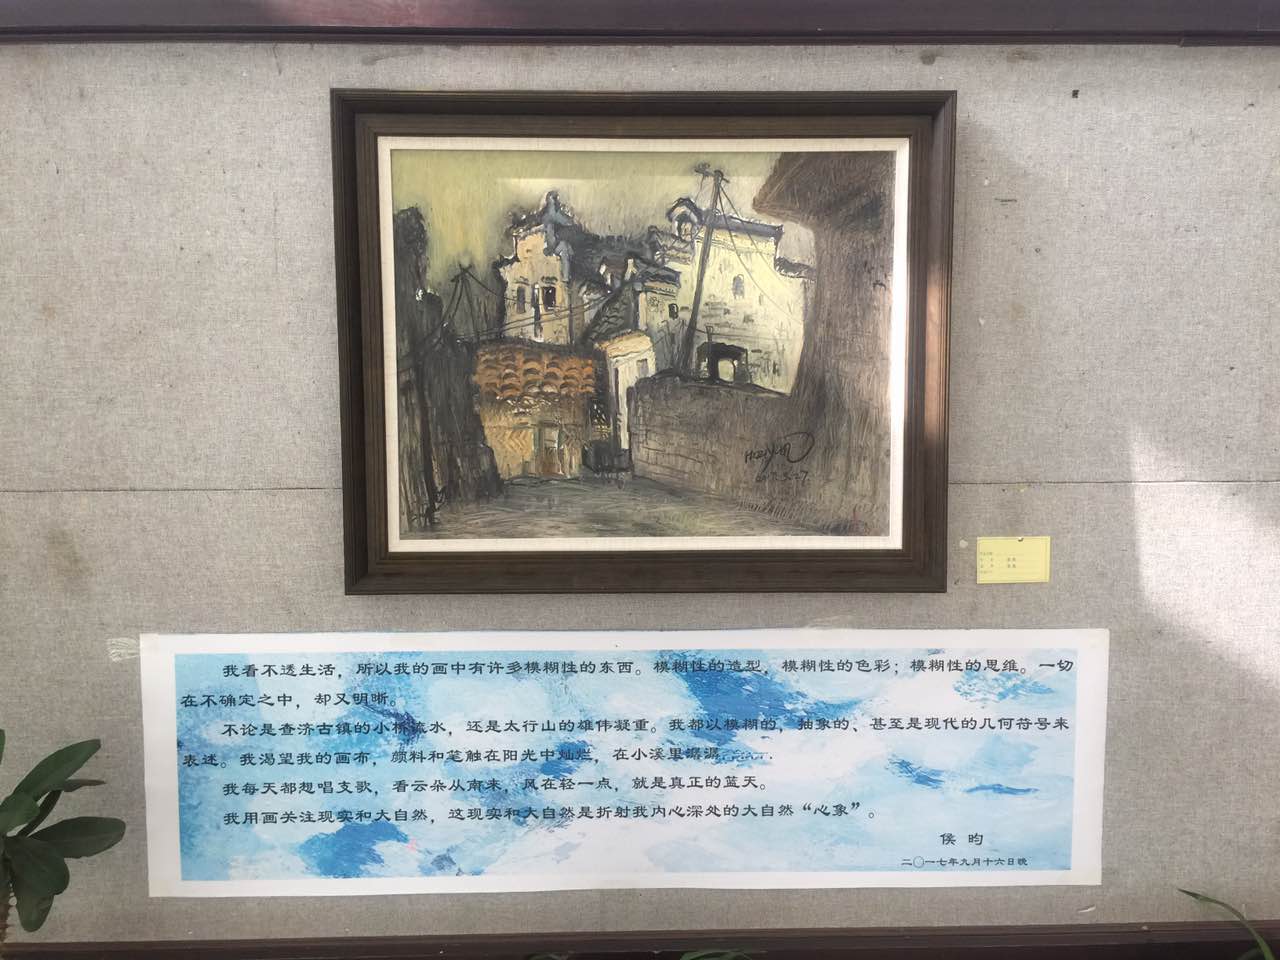 HOUYUN
2017.5.27.
我看不透生活，所以我的画中有许多模糊性的东西。模糊性的造型，模糊性的色彩；模糊性的思维。一切
在不确定之中，却又明晰。
不论是查济古镇的小桥流水，还是太行山的雄伟凝重。我都以模糊的，抽象的、甚至是现代的几何符号来
表述。我渴望我的画布，颜料和笔触在阳光中灿烂，在小溪里潺潺......
我每天都想唱支歌，看云朵从南来，风在轻一点，就是真正的蓝天。
我用画关注现实和大自然，这现实和大自然是折射我内心深处的大自然“心象”。
侯 昀
二〇一七年九月十六日晚